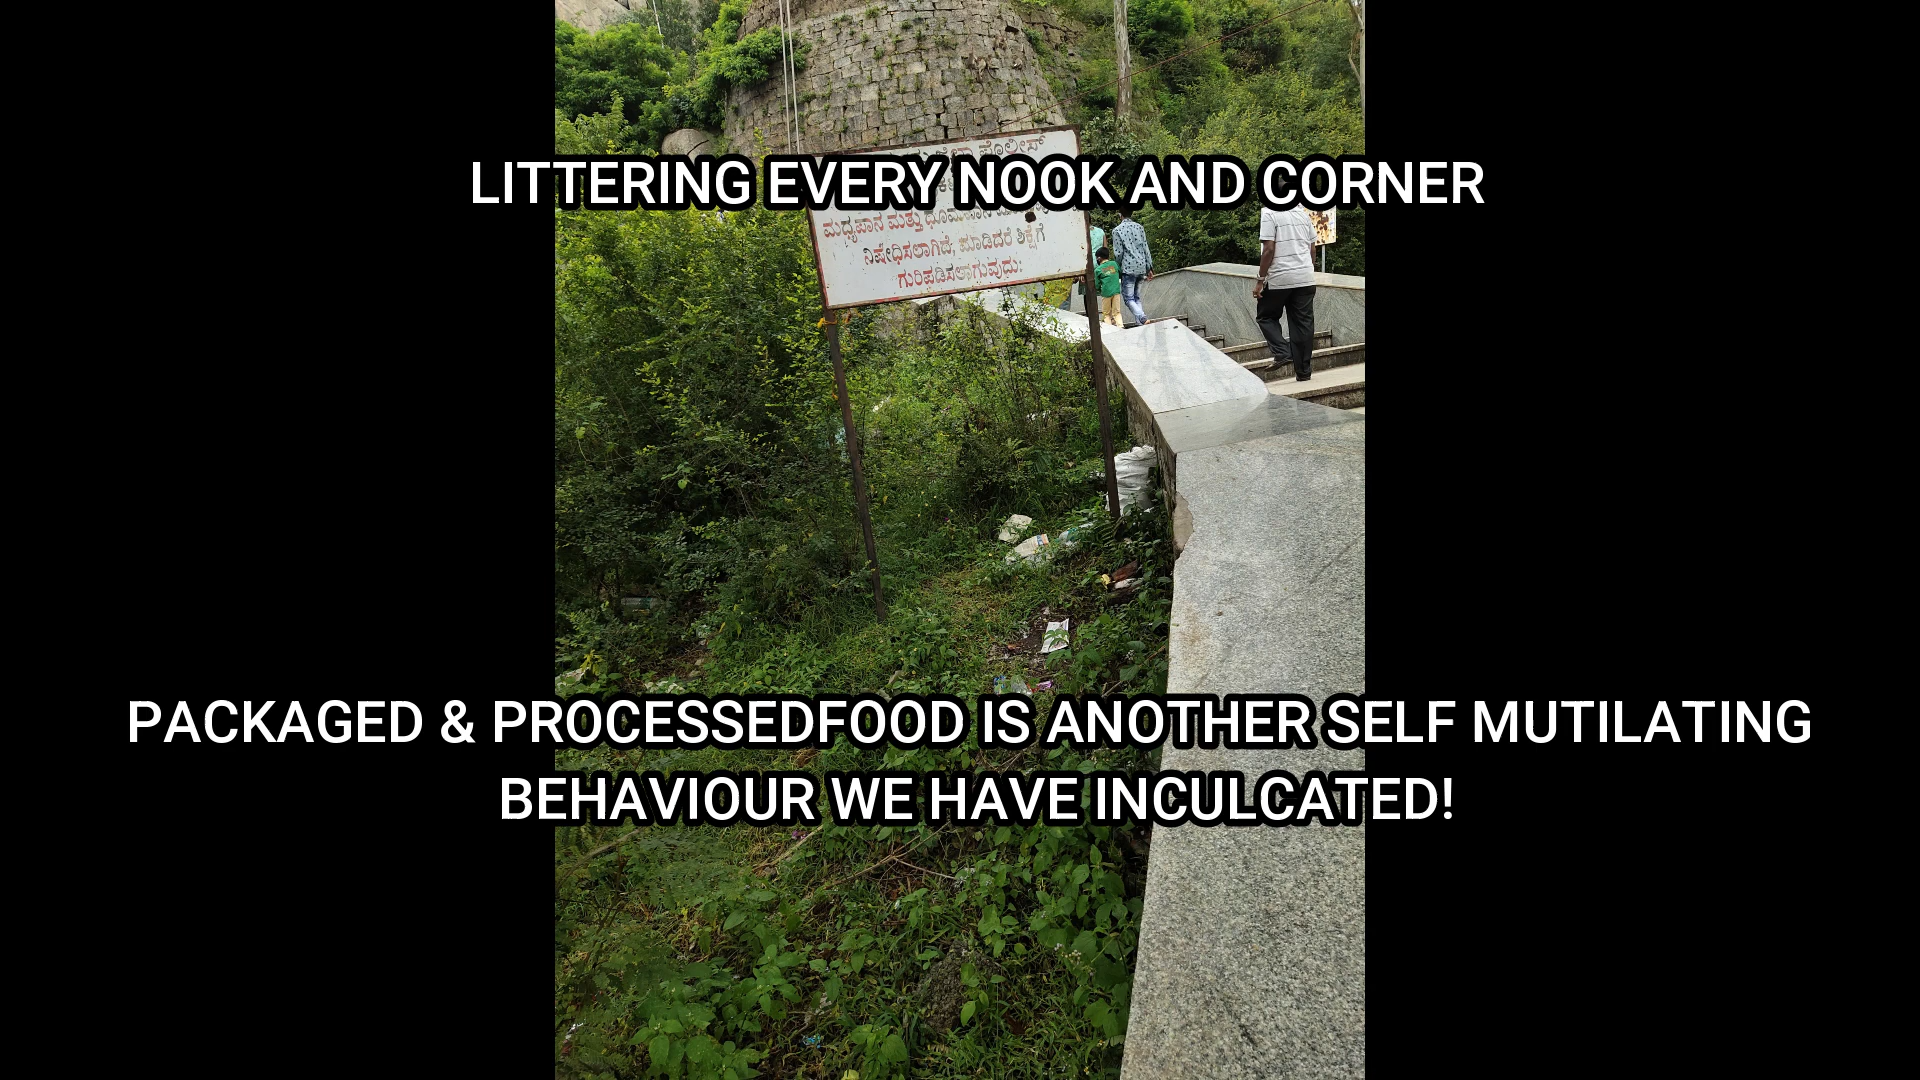 ಪೊಲೀಸ್
LITTERING EVERY NOOK AND CORNER
ಮದ್ಯಪಾನ ಮತ್ತು
ನಿಷೇಧಿಸಲಾಗಿದೆ, ಮಾಡಿದರೆ ಶಿಕ್ಷೆಗೆ
ಗುರಿಪಡಿಸಲಾಗುವುದು.
PACKAGED & PROCESSEDFOOD IS ANOTHER SELF MUTILATING
BEHAVIOUR WE HAVE INCULCATED!